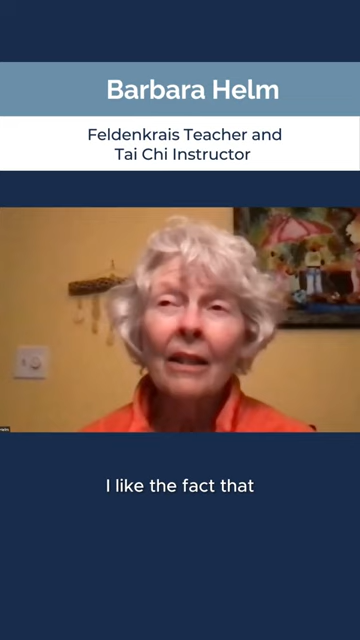 Barbara Helm
Feldenkrais Teacher and
Tai Chi Instructor
I like the fact that